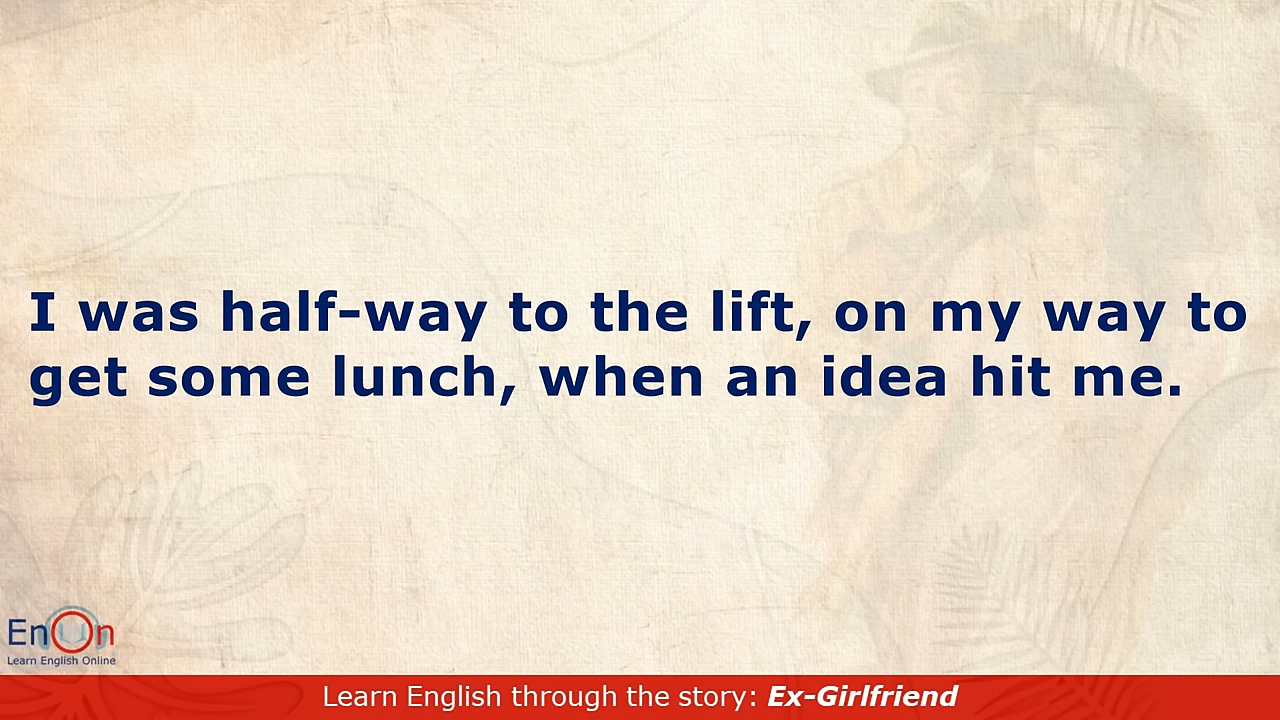 I was half-way to the lift, on my way to
get some lunch, when an idea hit me.
EnOn
Learn English Online
Learn English through the story: Ex-Girlfriend